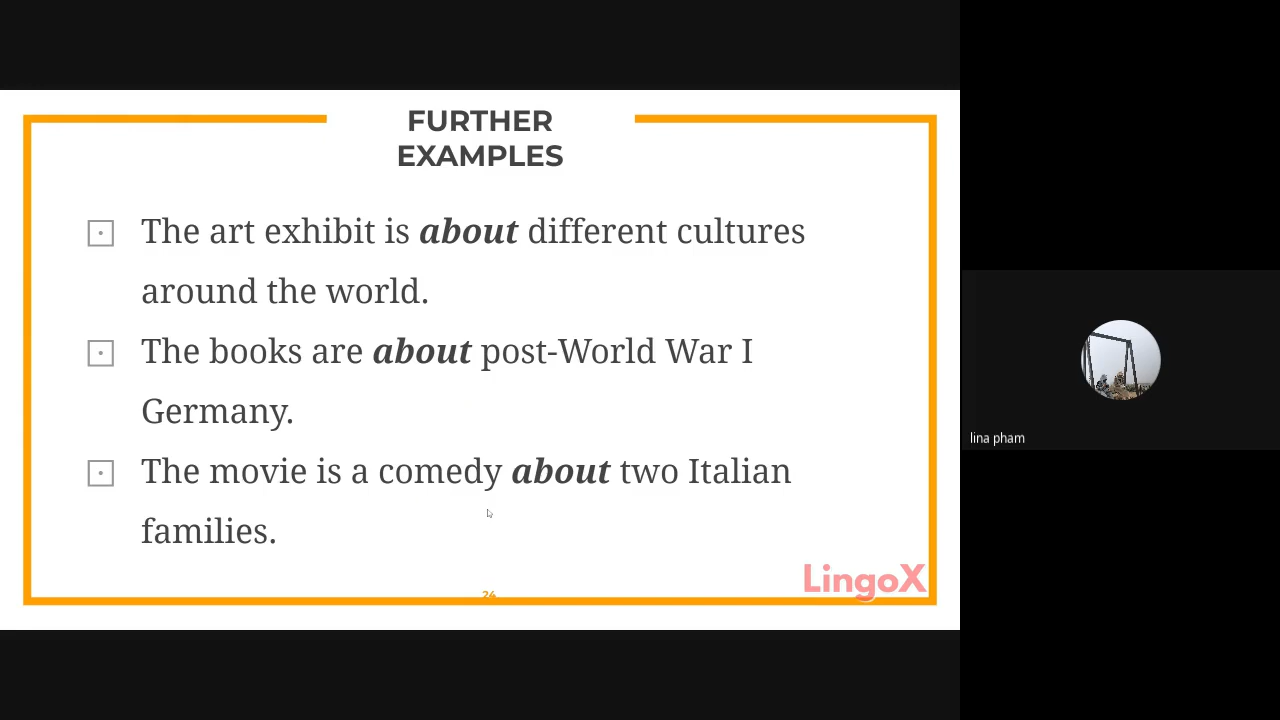 FURTHER
EXAMPLES
The art exhibit is about different cultures
around the world.
The books are about post-World War I
Germany.
The movie is a comedy about two Italian
families.
LingoX
24
lina pham